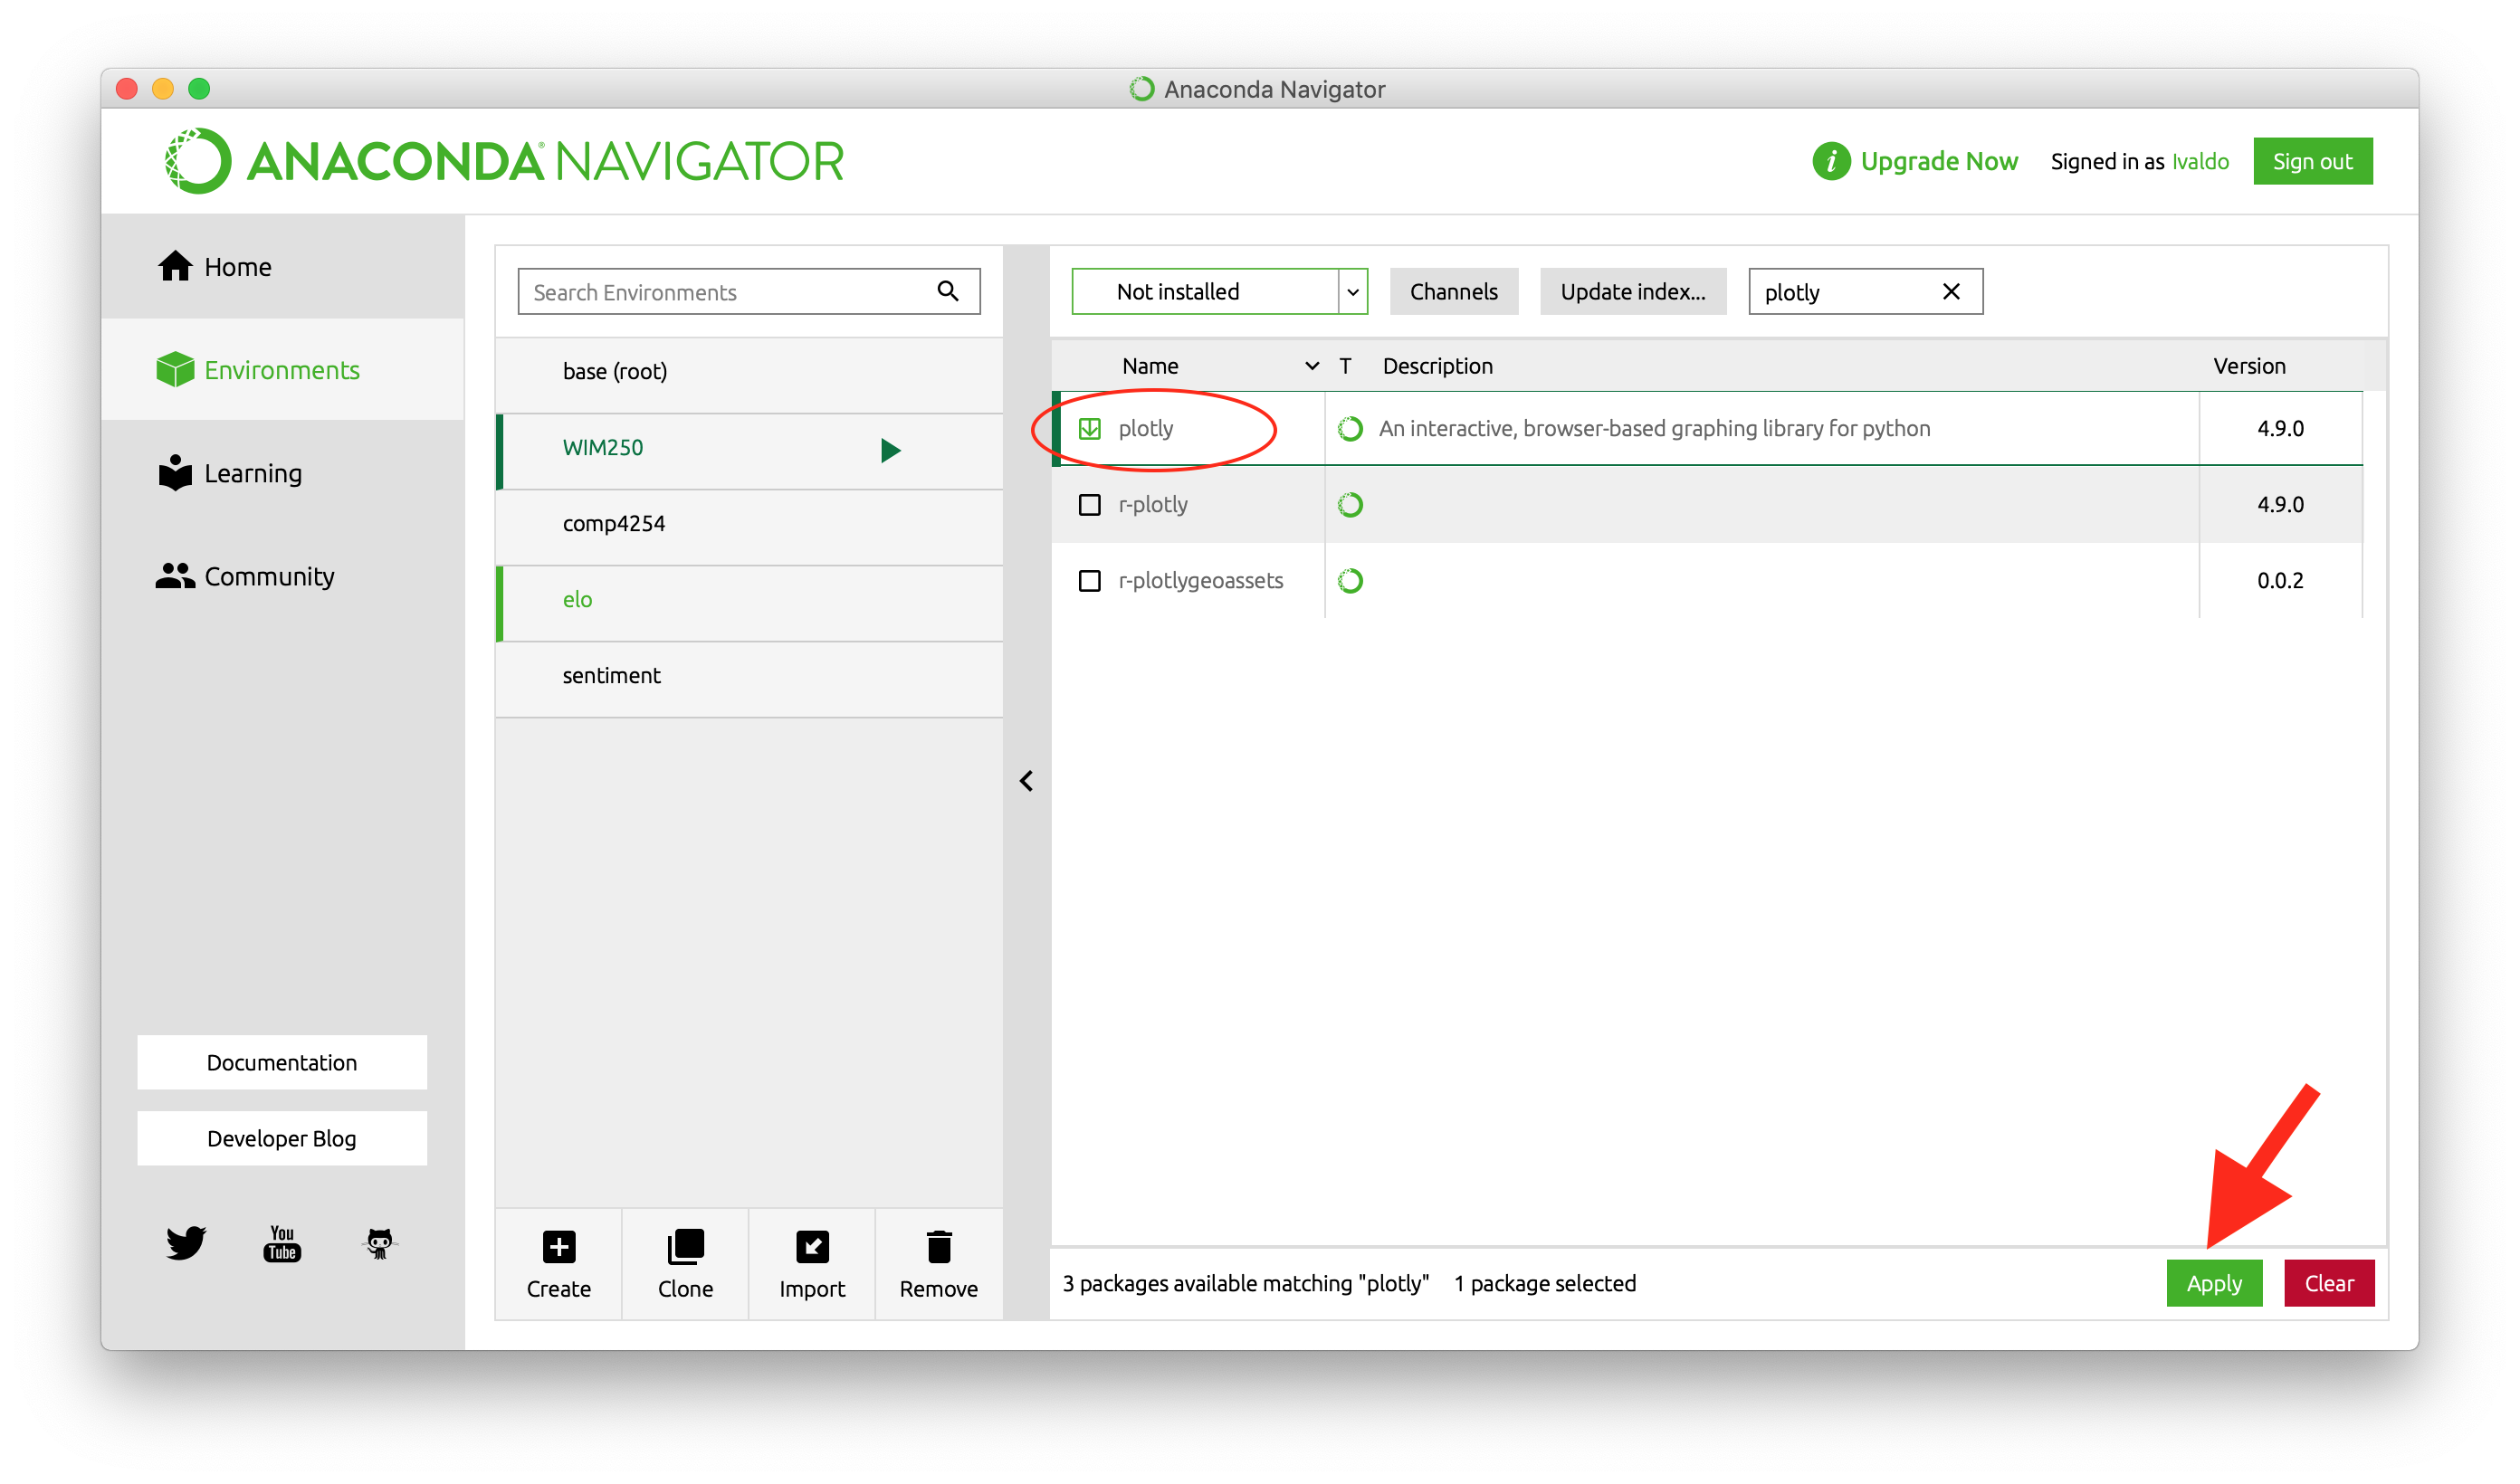 Anaconda Navigator
ANACONDA® NAVIGATOR
i Upgrade Now Signed in as Ivaldo Sign out
Home
Environments
Learning
Community
Documentation
Developer Blog
You
Tube
Search Environments
base (root)
WIM250
comp4254
elo
sentiment
Create Clone Import Remove
Not installed Channels Update index... plotly
Name T Description Version
plotly An interactive, browser-based graphing library for python 4.9.0
r-plotly 4.9.0
r-plotlygeoassets 0.0.2
3 packages available matching "plotly" 1 package selected Apply Clear